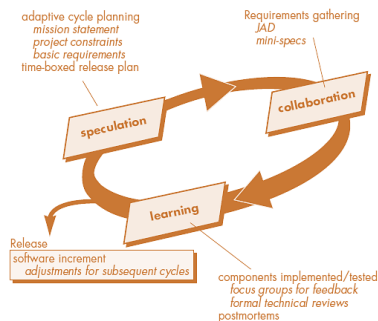 adaptive cycle planning
mission statement
project constraints
basic requirements
time-boxed release plan
Requirements gathering
JAD
mini-specs
speculation
collaboration
learning
Release
software increment
adjustments for subsequent cycles
components implemented/tested
focus groups for feedback
formal technical reviews
postmortems